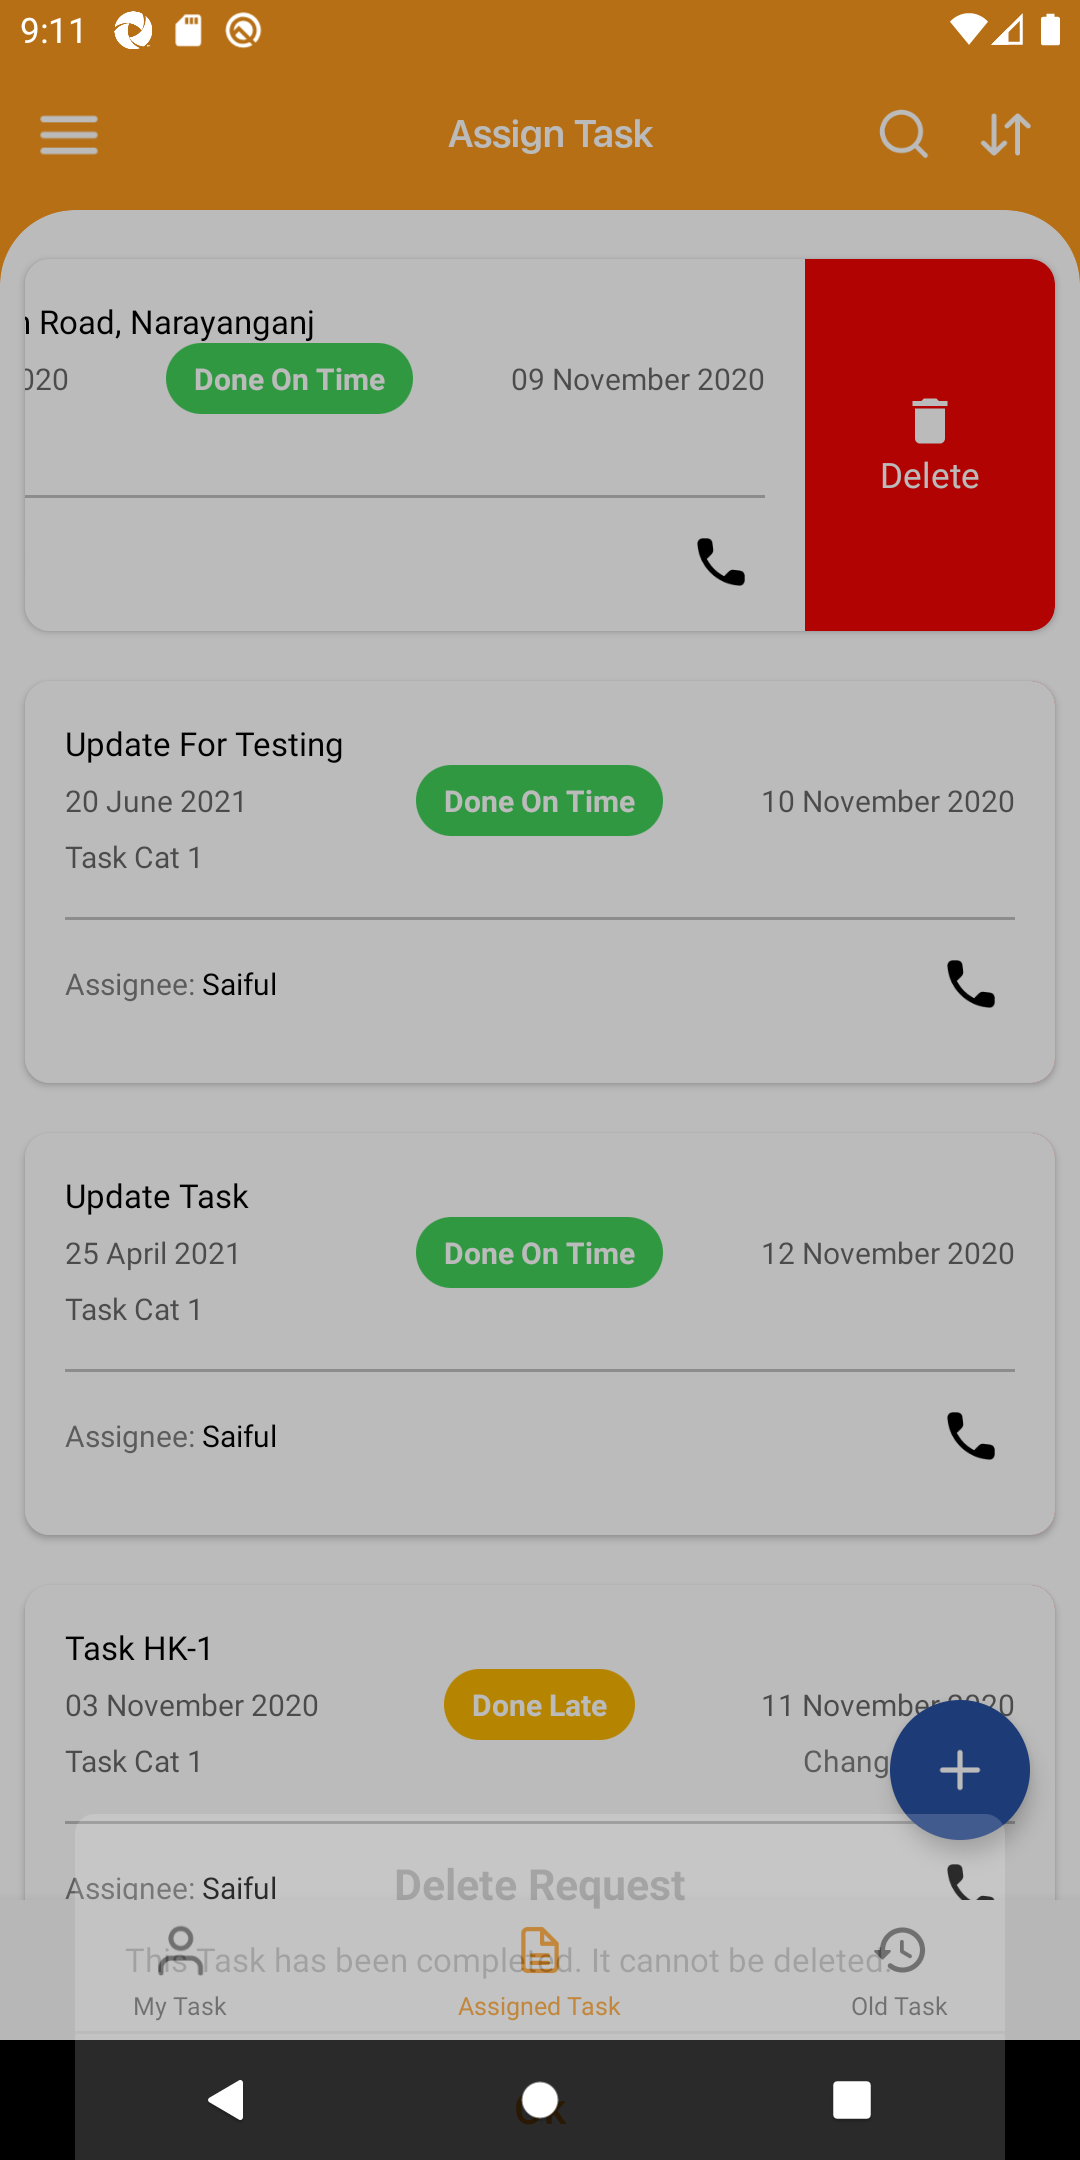 9:11
Assign Task
Road, Narayanganj
020 Done On Time 09 November 2020
Delete
Update For Testing
20 June 2021 Done On Time 10 November 2020
Task Cat 1
Assignee: Saiful
Update Task
25 April 2021 Done On Time 12 November 2020
Task Cat 1
Assignee: Saiful
Task HK-1
03 November 2020 Done Late 11 November 2020
Task Cat 1 Chang
Assignee: Saiful
Delete Request
This Task has been completed. It cannot be deleted.
My Task Assigned Task Old Task
Ok